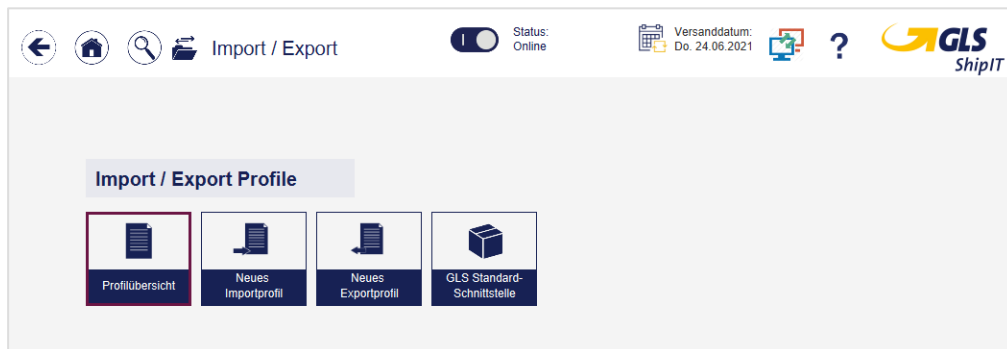 Import / Export
Status:
Online
Versanddatum:
Do. 24.06.2021
?
GLS
ShipIT
Import / Export Profile
Profilübersicht
Neues
Importprofil
Neues
Exportprofil
GLS Standard-
Schnittstelle